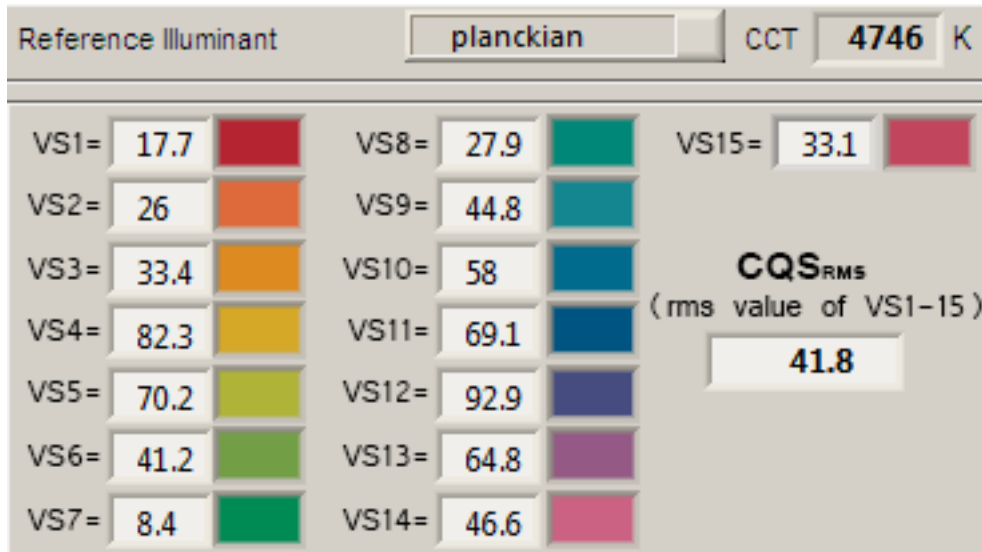 Reference Illuminant planckian CCT 4746 K
VS1= 17.7 VS8= 27.9 VS15= 33.1
VS2= 26 VS9= 44.8
VS3= 33.4 VS10= 58 CQSRMS
VS4= 82.3 VS11= 69.1 (rms value of VS1-15)
VS5= 70.2 VS12= 92.9 41.8
VS6= 41.2 VS13= 64.8
VS7= 8.4 VS14= 46.6